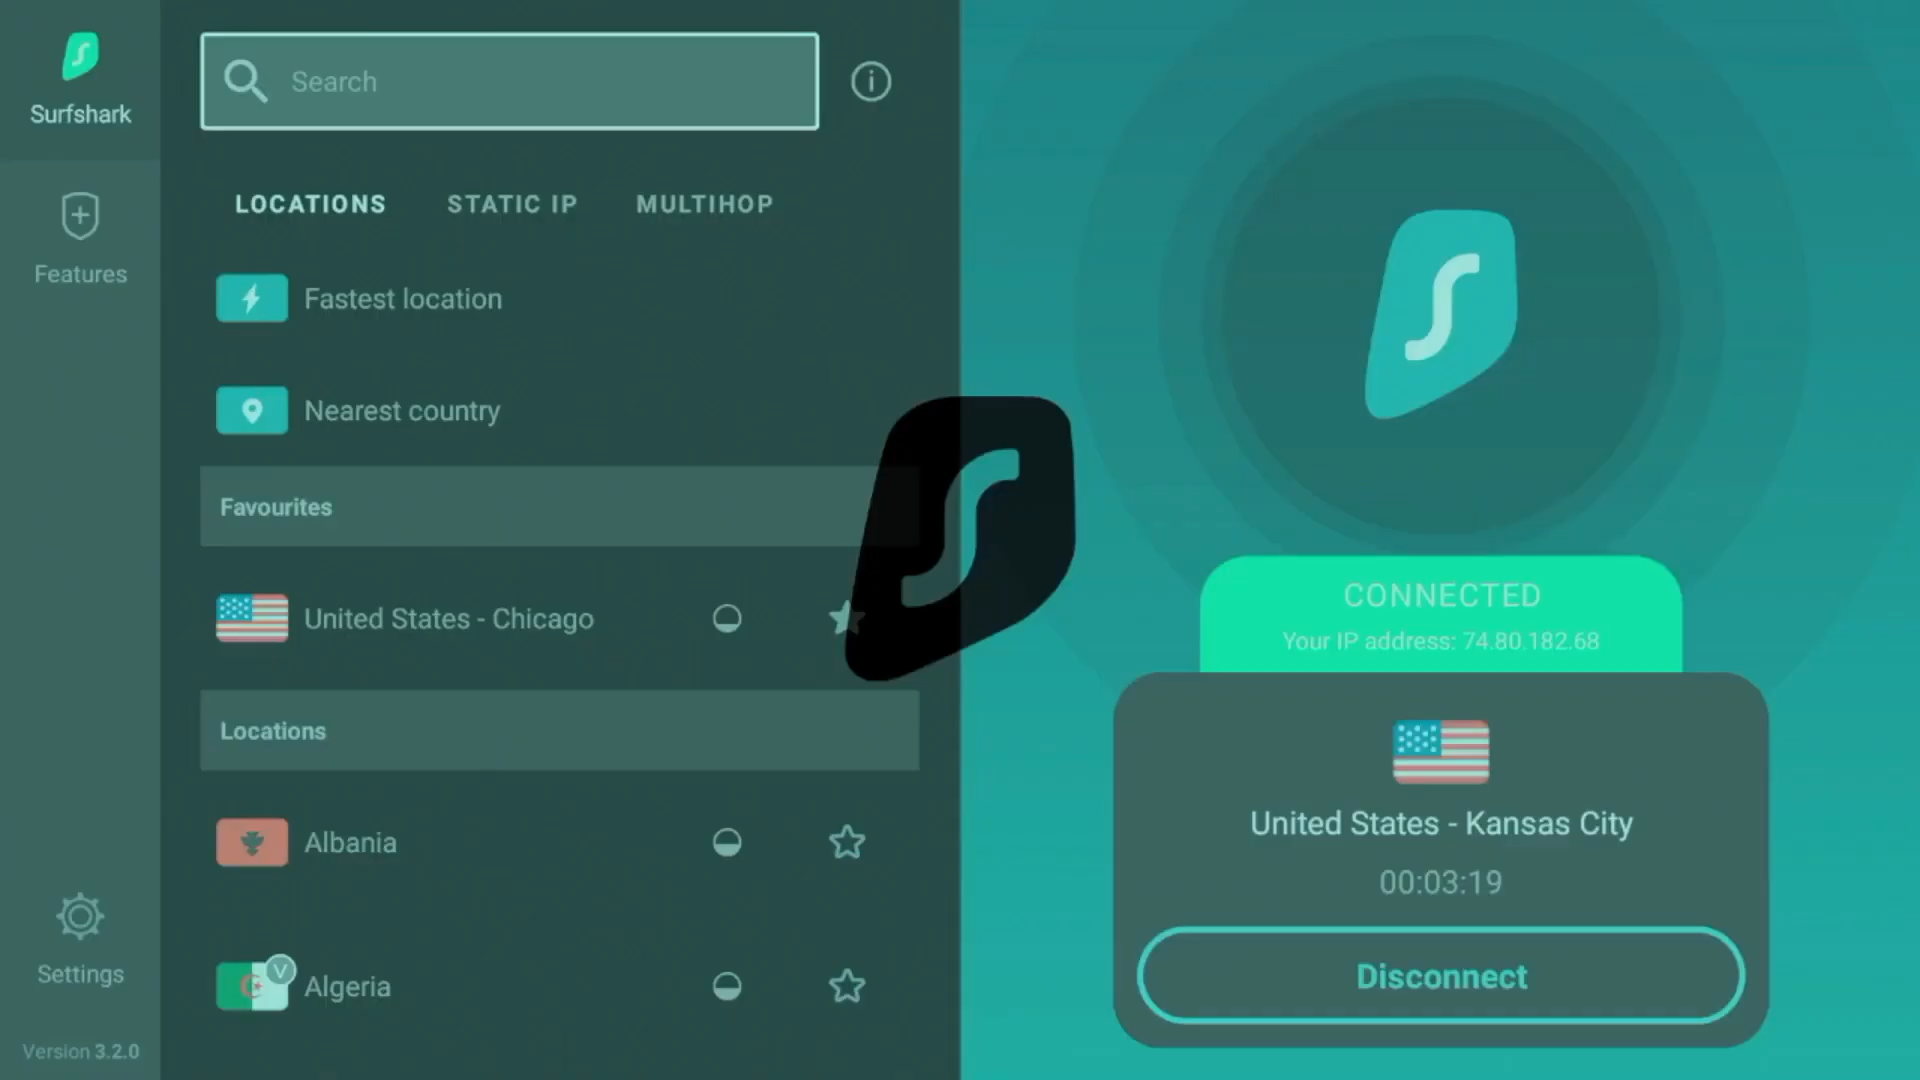 Surfshark
Features
Settings
Version 3.2.0
Search
LOCATIONS STATIC IP MULTIHOP
Fastest location
Nearest country
Favourites
United States - Chicago
Locations
Albania
V
Algeria
CONNECTED
Your IP address: 74.80.182.68
United States - Kansas City
00:03:19
Disconnect